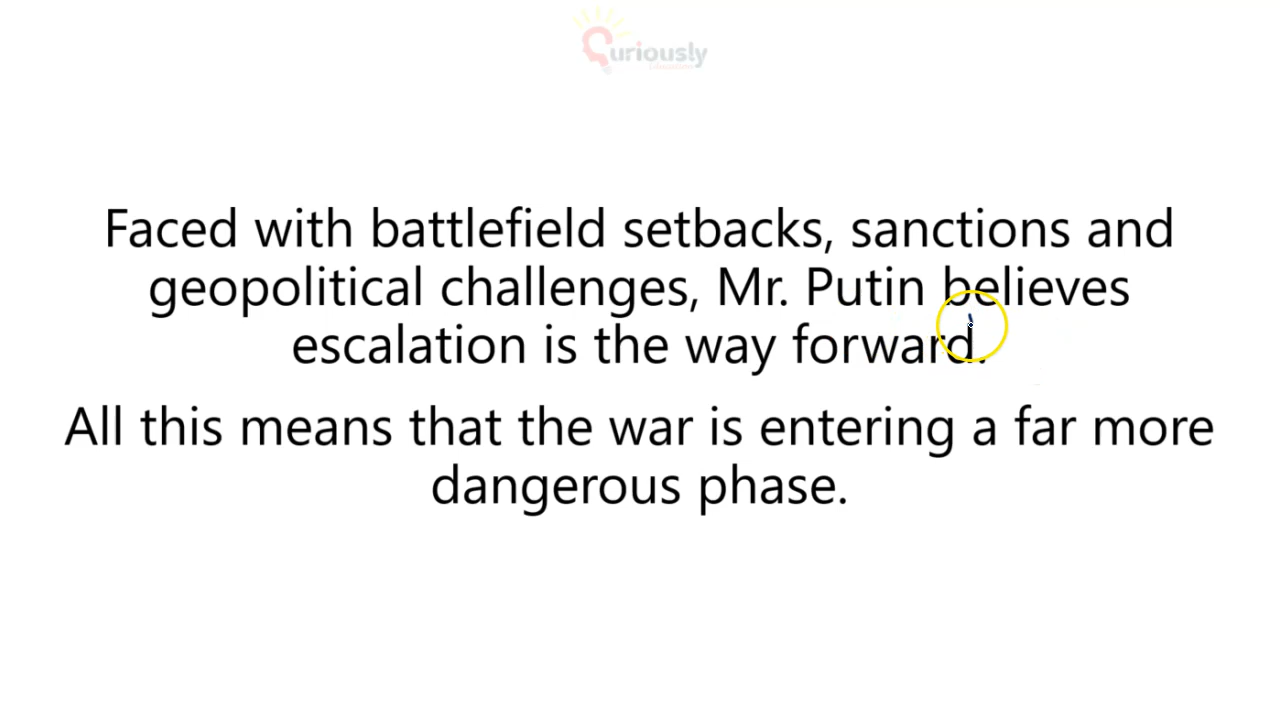 Curiously
Faced with battlefield setbacks, sanctions and
geopolitical challenges, Mr. Putin believes
escalation is the way forward.
All this means that the war is entering a far more
dangerous phase.